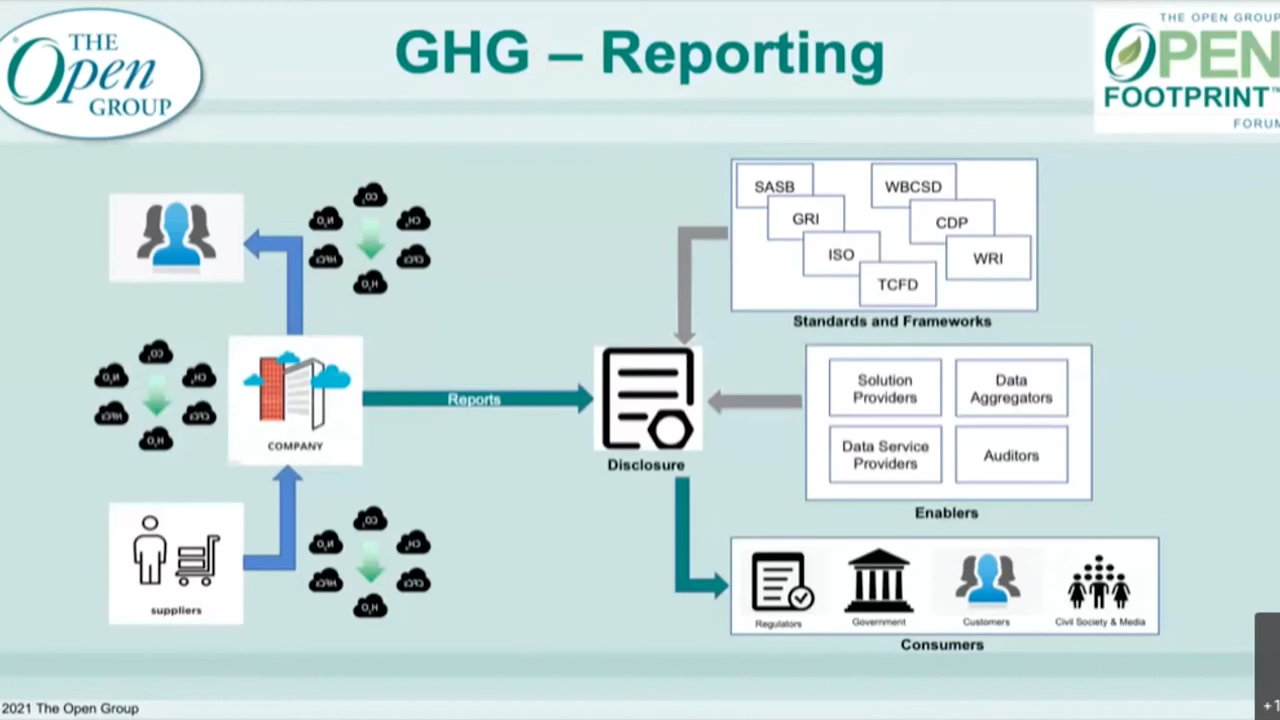 THE
Open
GROUP
GHG – Reporting
THE OPEN GROUP
OPEN
FOOTPRINT™
FORUM
SASB
WBCSD
GRI
CDP
ISO
WRI
TCFD
Standards and Frameworks
COMPANY
Reports
Disclosure
Solution
Providers
Data
Aggregators
Data Service
Providers
Auditors
Enablers
suppliers
Regulators
Government
Customers
Civil Society & Media
Consumers
2021 The Open Group
+1